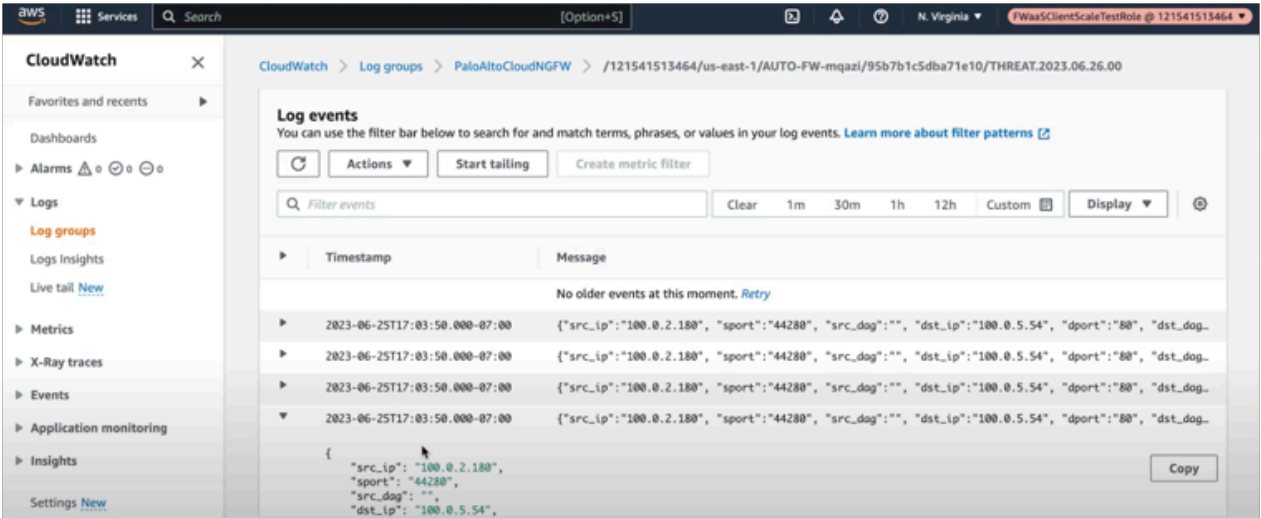 aws Services Search [Option+S] N. Virginia ▼ FWaaSClientScaleTestRole @ 121541513464 ▼
CloudWatch
Favorites and recents
Dashboards
Alarms 0 0 0
Logs
Log groups
Logs Insights
Live tail New
Metrics
X-Ray traces
Events
Application monitoring
Insights
Settings New
CloudWatch > Log groups > PaloAltoCloudNGFW > /121541513464/us-east-1/AUTO-FW-mqazi/95b7b1c5dba71e10/THREAT.2023.06.26.00
Log events
You can use the filter bar below to search for and match terms, phrases, or values in your log events. Learn more about filter patterns
Actions ▼ Start tailing Create metric filter
Filter events Clear 1m 30m 1h 12h Custom Display ▼
Timestamp Message
No older events at this moment. Retry
2023-06-25T17:03:50.000-07:00 {"src_ip":"100.0.2.180", "sport":"44280", "src_dag":"", "dst_ip":"100.0.5.54", "dport":"80", "dst_dag…
2023-06-25T17:03:50.000-07:00 {"src_ip":"100.0.2.180", "sport":"44280", "src_dag":"", "dst_ip":"100.0.5.54", "dport":"80", "dst_dag…
2023-06-25T17:03:50.000-07:00 {"src_ip":"100.0.2.180", "sport":"44280", "src_dag":"", "dst_ip":"100.0.5.54", "dport":"80", "dst_dag…
2023-06-25T17:03:50.000-07:00 {"src_ip":"100.0.2.180", "sport":"44280", "src_dag":"", "dst_ip":"100.0.5.54", "dport":"80", "dst_dag…
{
"src_ip": "100.0.2.180",
"sport": "44280",
"src_dag": "",
"dst_ip": "100.0.5.54",
Copy